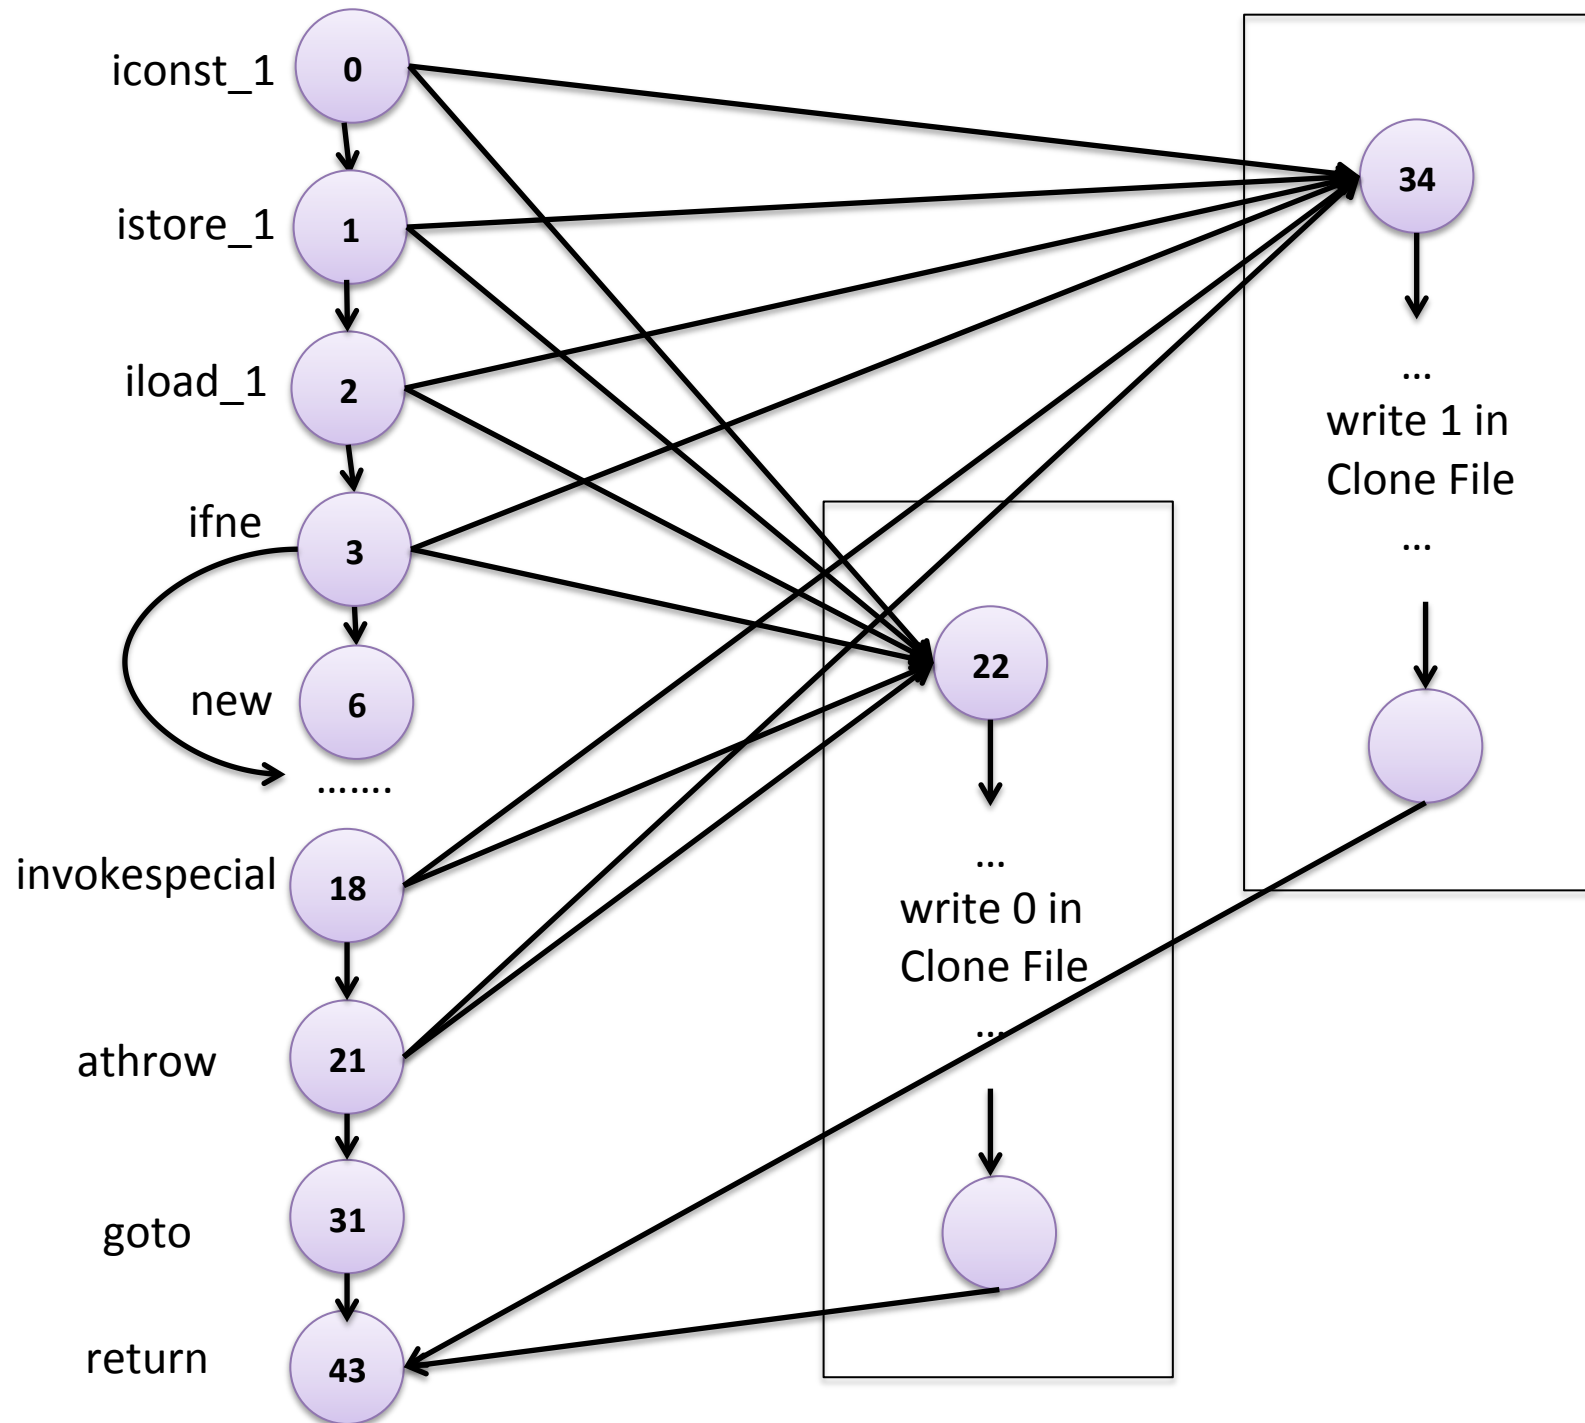 iconst_1
0
34
istore_1
1
iload_1
2
...
write 1 in
Clone File
...
ifne
3
22
new
6
.......
...
write 0 in
Clone File
...
invokespecial
18
athrow
21
goto
31
return
43